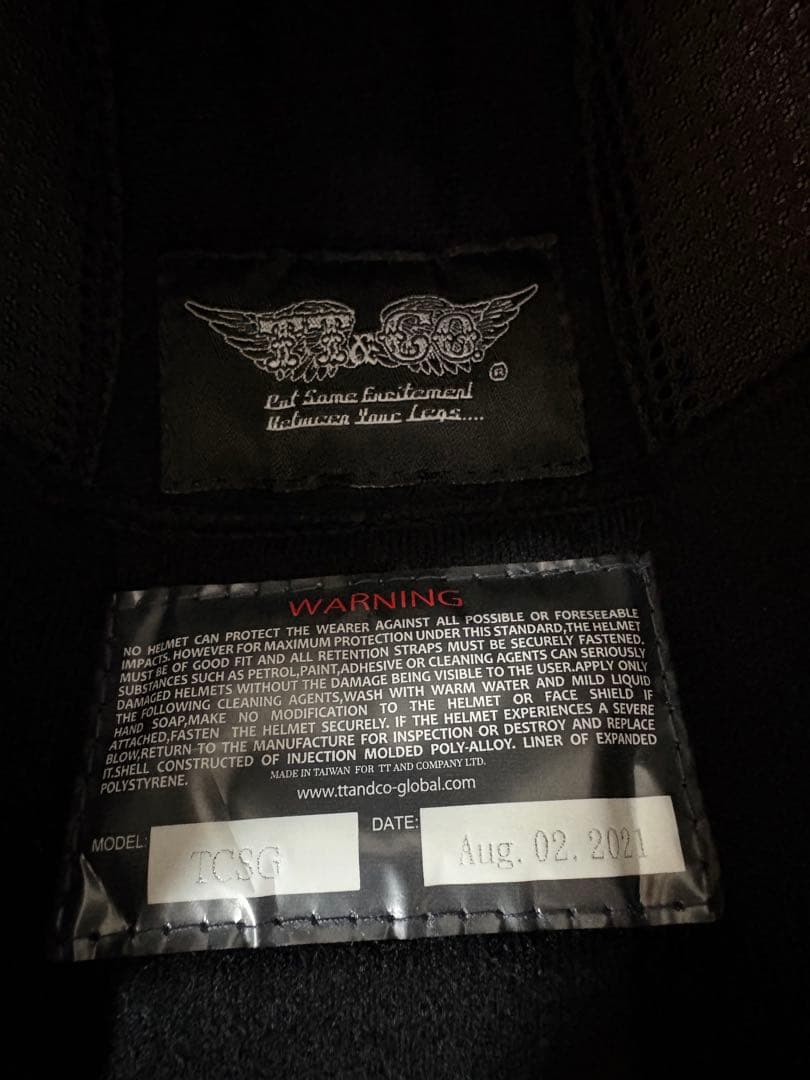 TT & CO.
®
Put Some Excitement
Between Your Legs....
WARNING
NO HELMET CAN PROTECT THE WEARER AGAINST ALL POSSIBLE OR FORESEEABLE
IMPACTS.HOWEVER FOR MAXIMUM PROTECTION UNDER THIS STANDARD,THE HELMET
MUST BE OF GOOD FIT AND ALL RETENTION STRAPS MUST BE SECURELY FASTENED.
SUBSTANCES SUCH AS PETROL,PAINT,ADHESIVE OR CLEANING AGENTS CAN SERIOUSLY
DAMAGED HELMETS WITHOUT THE DAMAGE BEING VISIBLE TO THE USER.APPLY ONLY
THE FOLLOWING CLEANING AGENTS,WASH WITH WARM WATER AND MILD LIQUID
HAND SOAP,MAKE NO MODIFICATION TO THE HELMET OR FACE SHIELD IF
ATTACHED,FASTEN THE HELMET SECURELY. IF THE HELMET EXPERIENCES A SEVERE
BLOW,RETURN TO THE MANUFACTURE FOR INSPECTION OR DESTROY AND REPLACE
IT.SHELL CONSTRUCTED OF INJECTION MOLDED POLY-ALLOY. LINER OF EXPANDED
POLYSTYRENE.
MADE IN TAIWAN FOR TT AND COMPANY LTD.
www.ttandco-global.com
MODEL: TCSG
DATE: Aug. 02. 2021